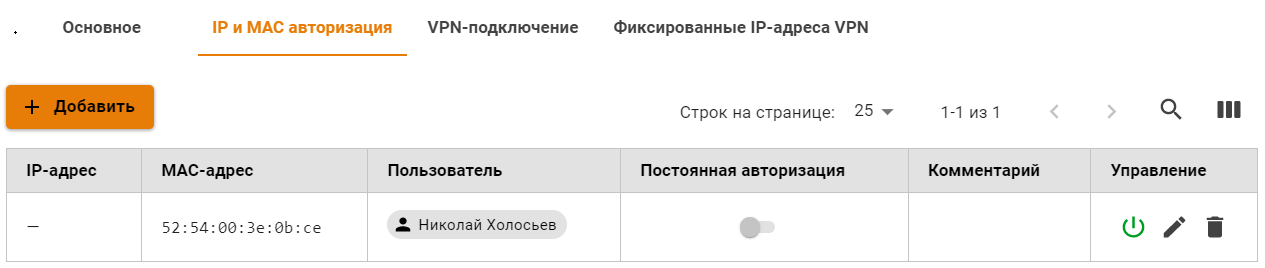 Основное IP и MAC авторизация VPN-подключение Фиксированные IP-адреса VPN
+ Добавить Строк на странице: 25 1-1 из 1
IP-адрес MAC-адрес Пользователь Постоянная авторизация Комментарий Управление
— 52:54:00:3e:0b:ce Николай Холосьев